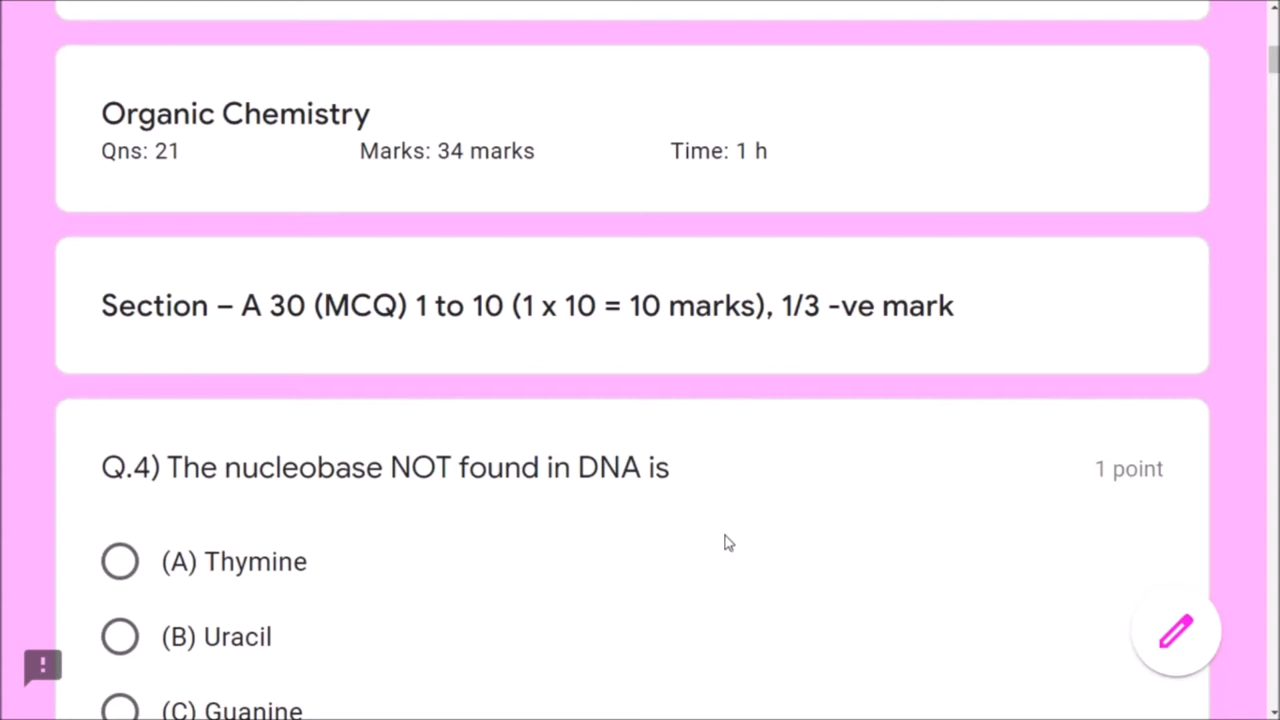 Organic Chemistry
Qns: 21 Marks: 34 marks Time: 1 h
Section – A 30 (MCQ) 1 to 10 (1 x 10 = 10 marks), 1/3 -ve mark
Q.4) The nucleobase NOT found in DNA is 1 point
(A) Thymine
(B) Uracil
(C) Guanine